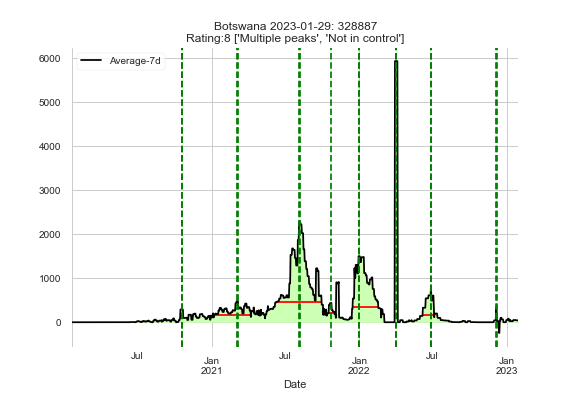 Botswana 2023-01-29: 328887
Rating:8 ['Multiple peaks', 'Not in control']
Average-7d
6000
5000
4000
3000
2000
1000
0
Jul
Jan
2021
Jul
Jan
2022
Jul
Jan
2023
Date